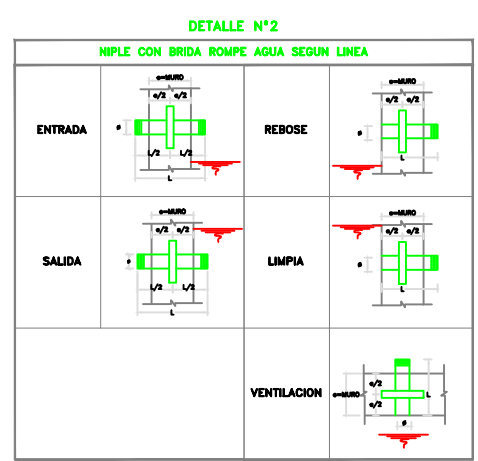 DETALLE N°2
NIPLE CON BRIDA ROMPE AGUA SEGUN LINEA
ENTRADA
e=MURO
e/2 e/2
ø
L/2 L/2
L
REBOSE
e=MURO
e/2 e/2
ø
L
SALIDA
e=MURO
e/2 e/2
ø
L/2 L/2
L
LIMPIA
e=MURO
e/2 e/2
ø
L
VENTILACION
e=MURO
e/2
e/2
L
ø